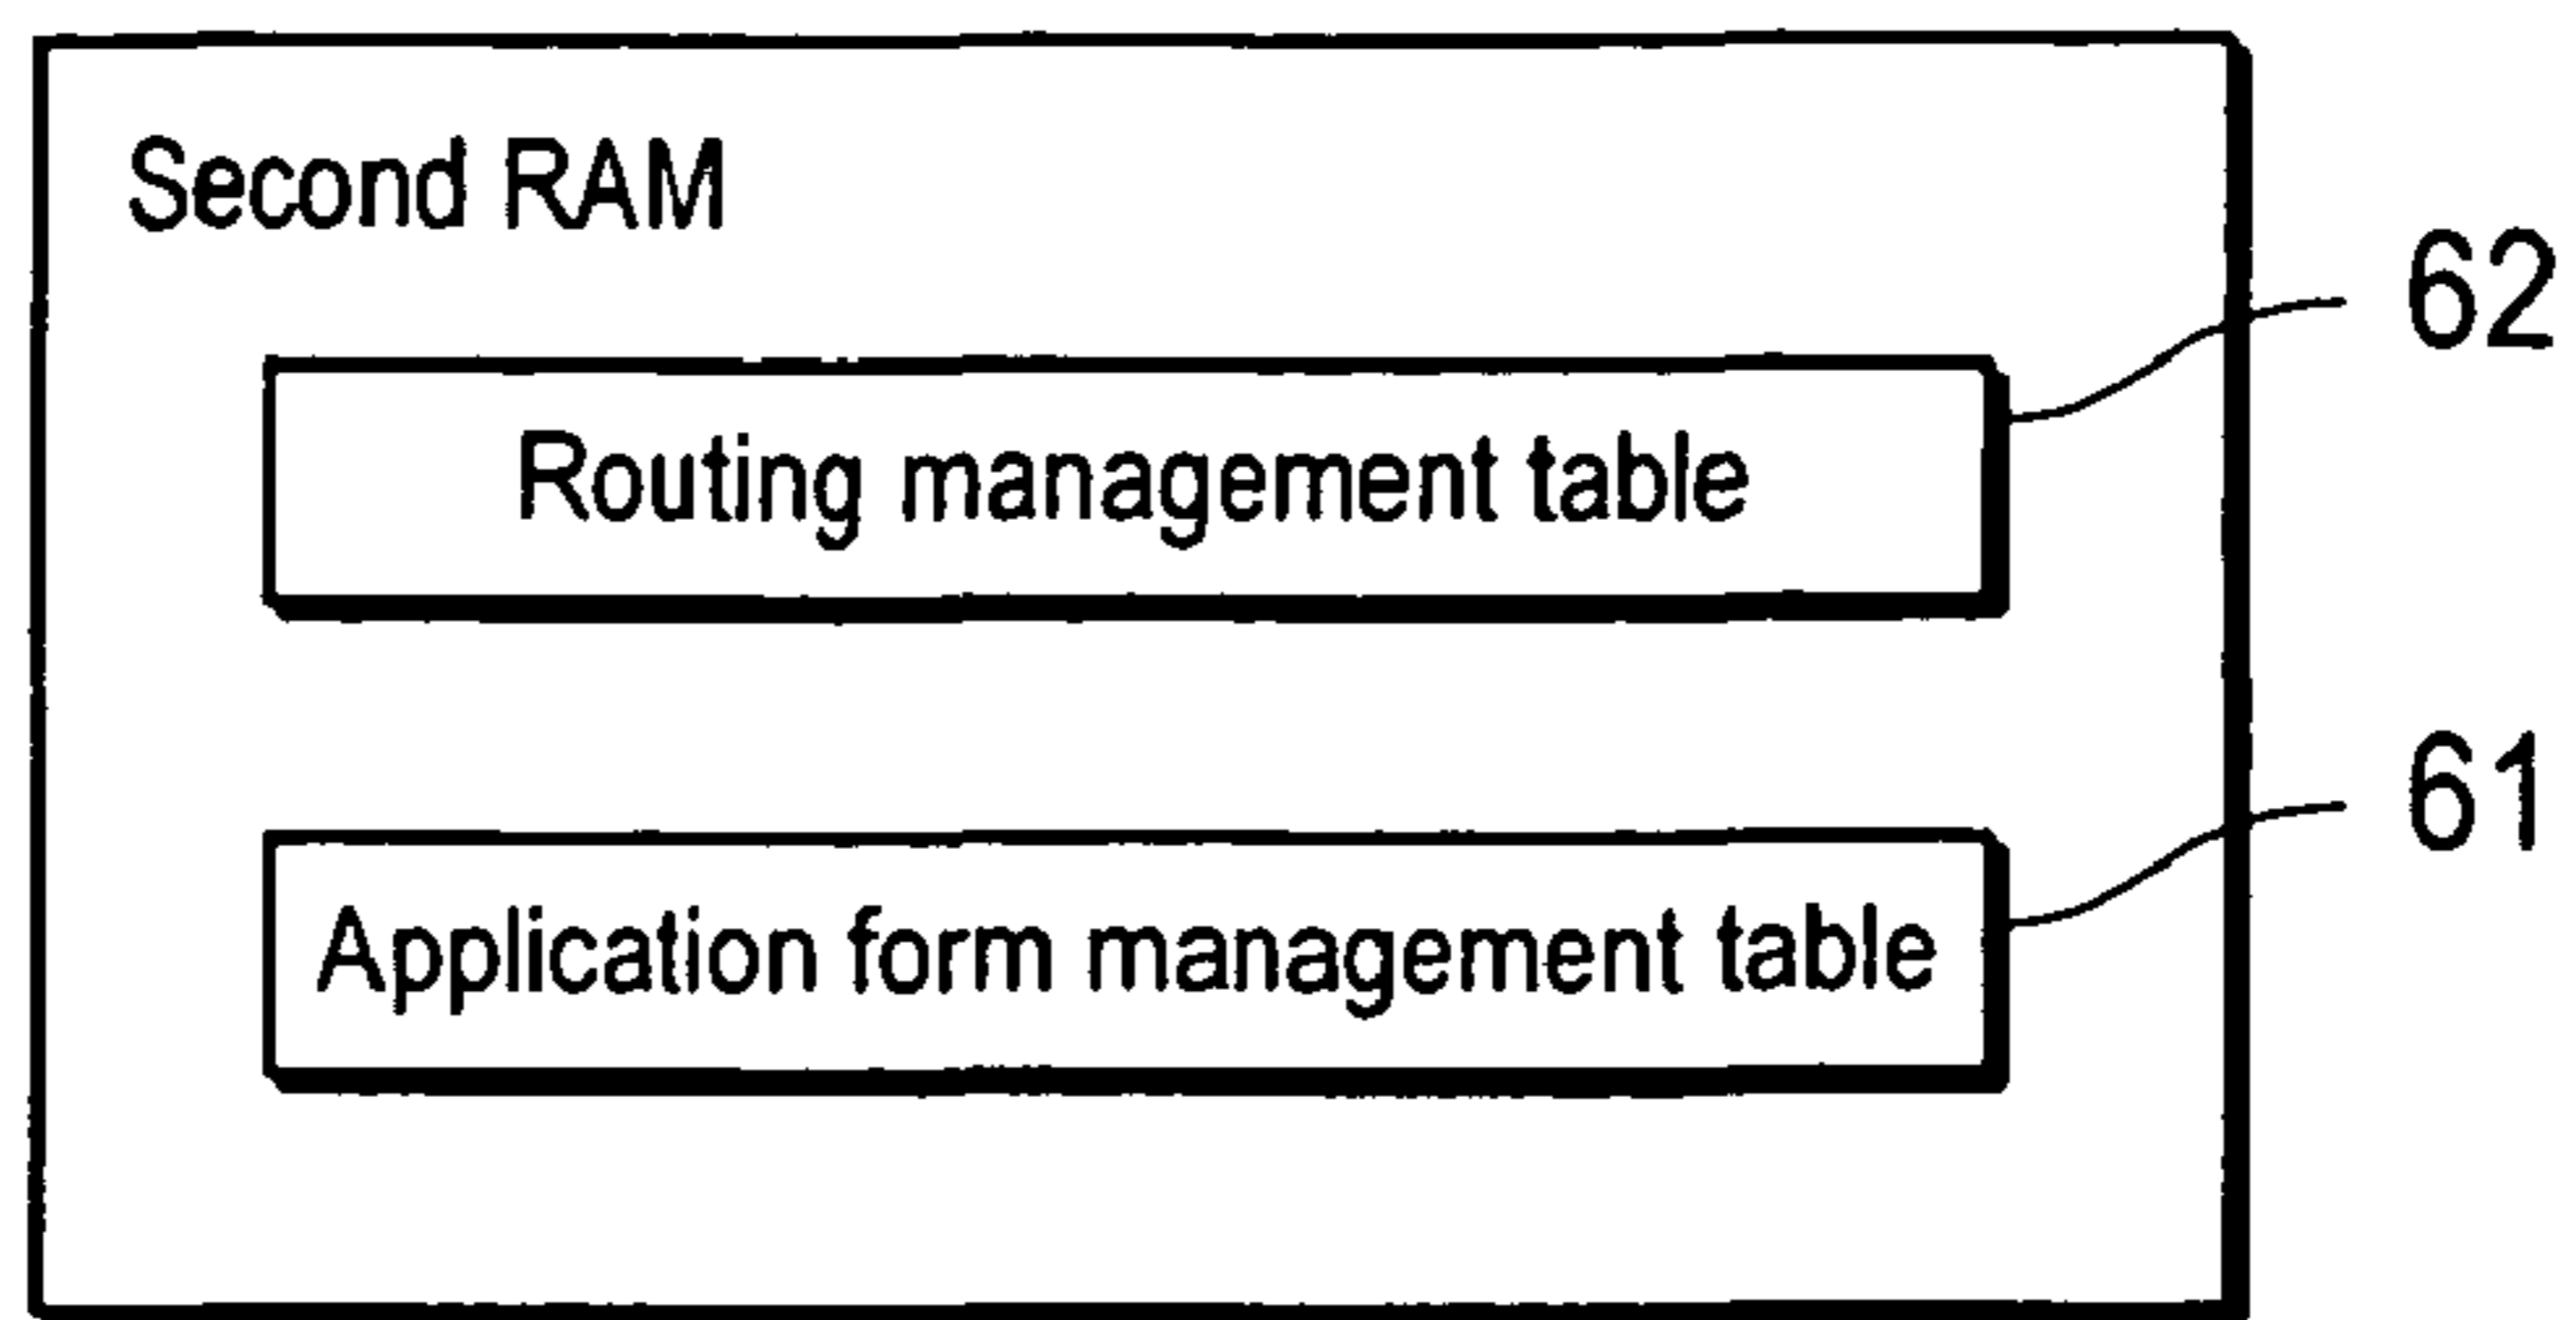 Second RAM
62
Routing management table
61
Application form management table